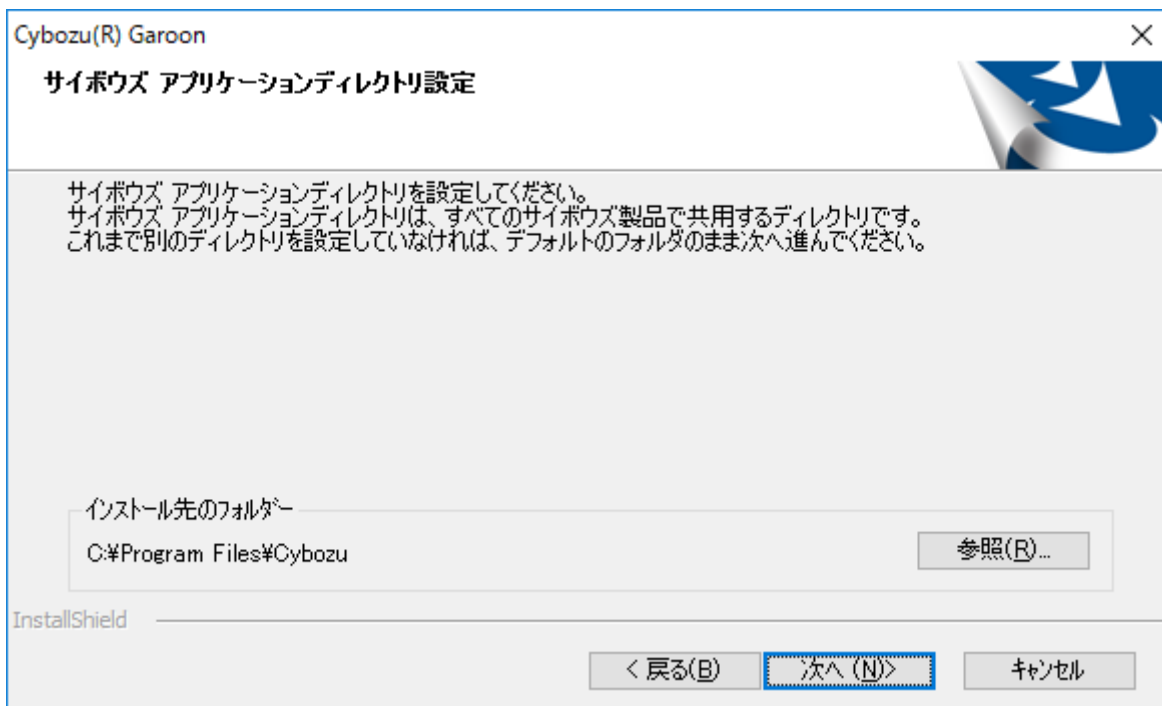 Cybozu(R) Garoon
サイボウズ アプリケーションディレクトリ設定
サイボウズ アプリケーションディレクトリを設定してください。
サイボウズ アプリケーションディレクトリは、すべてのサイボウズ製品で共用するディレクトリです。
これまで別のディレクトリを設定していなければ、デフォルトのフォルダのまま次へ進んでください。
インストール先のフォルダー
C:¥Program Files¥Cybozu
参照(R)...
InstallShield
< 戻る(B)
次へ (N)>
キャンセル